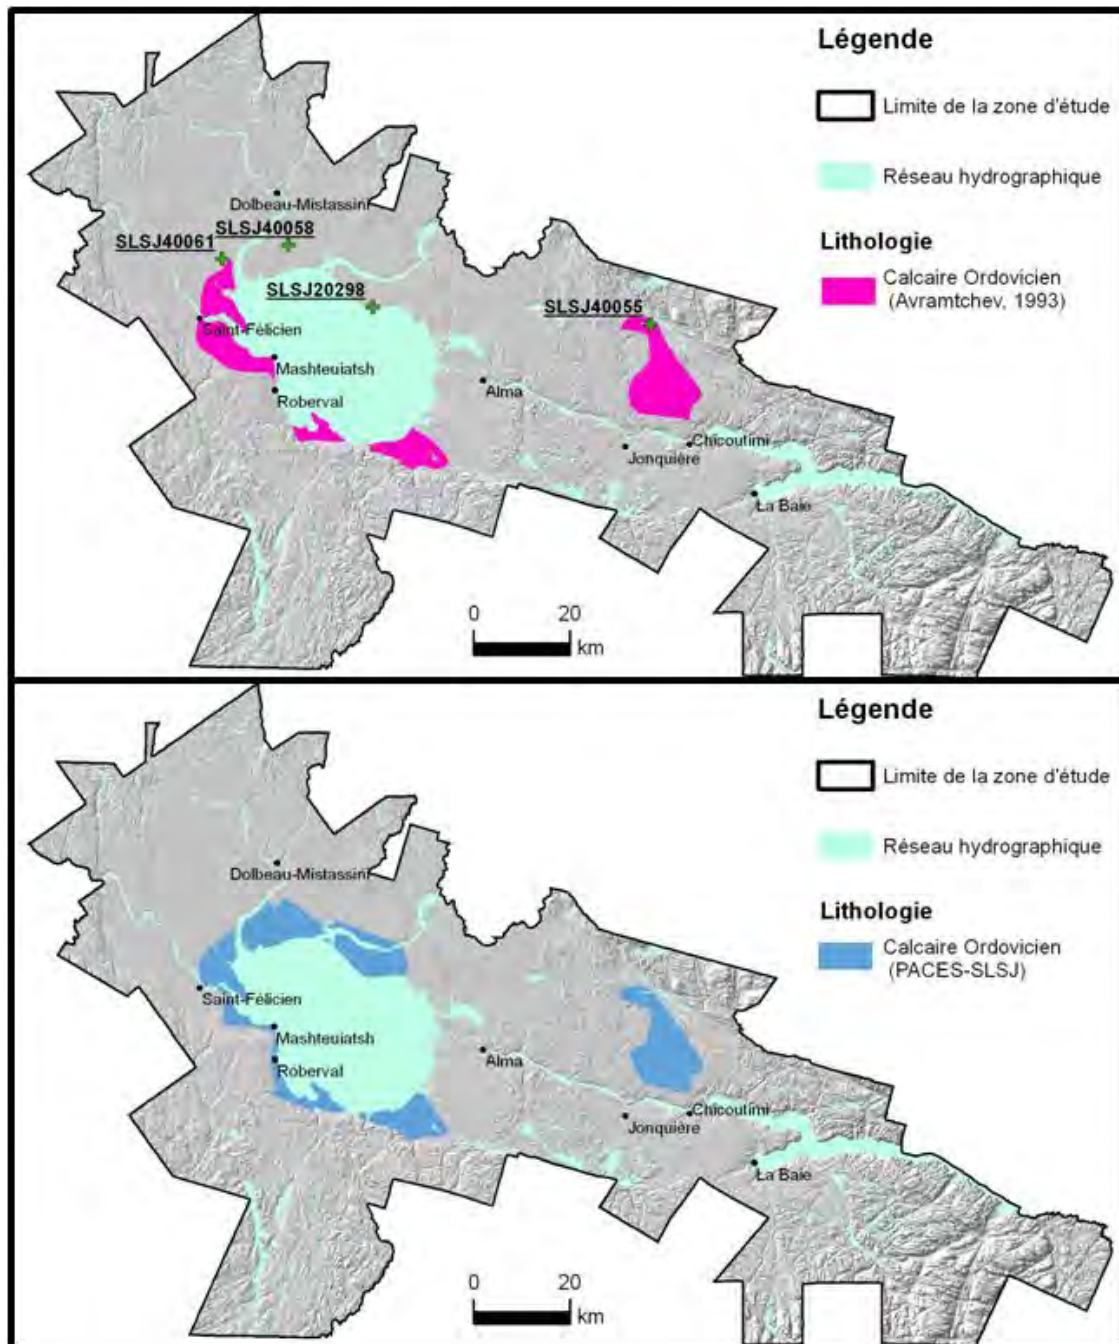 Légende
Limite de la zone d'étude
Réseau hydrographique
Lithologie
Calcaire Ordovicien
(Avramtchev, 1993)
Dolbeau-Mistassini
SLSJ40058
SLSJ40061
SLSJ20298
SLSJ40055
Saint-Félicien
Mashteuiatsh
Roberval
Alma
Chicoutimi
Jonquière
La Baie
0 20
km
Légende
Limite de la zone d'étude
Réseau hydrographique
Lithologie
Calcaire Ordovicien
(PACES-SLSJ)
Dolbeau-Mistassini
Saint-Félicien
Mashteuiatsh
Roberval
Alma
Chicoutimi
Jonquière
La Baie
0 20
km